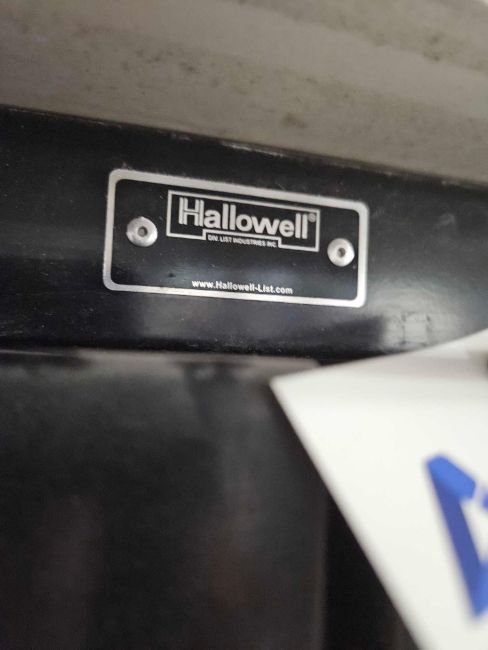 Hallowell®
DIV. LIST INDUSTRIES INC.
www.Hallowell-List.com